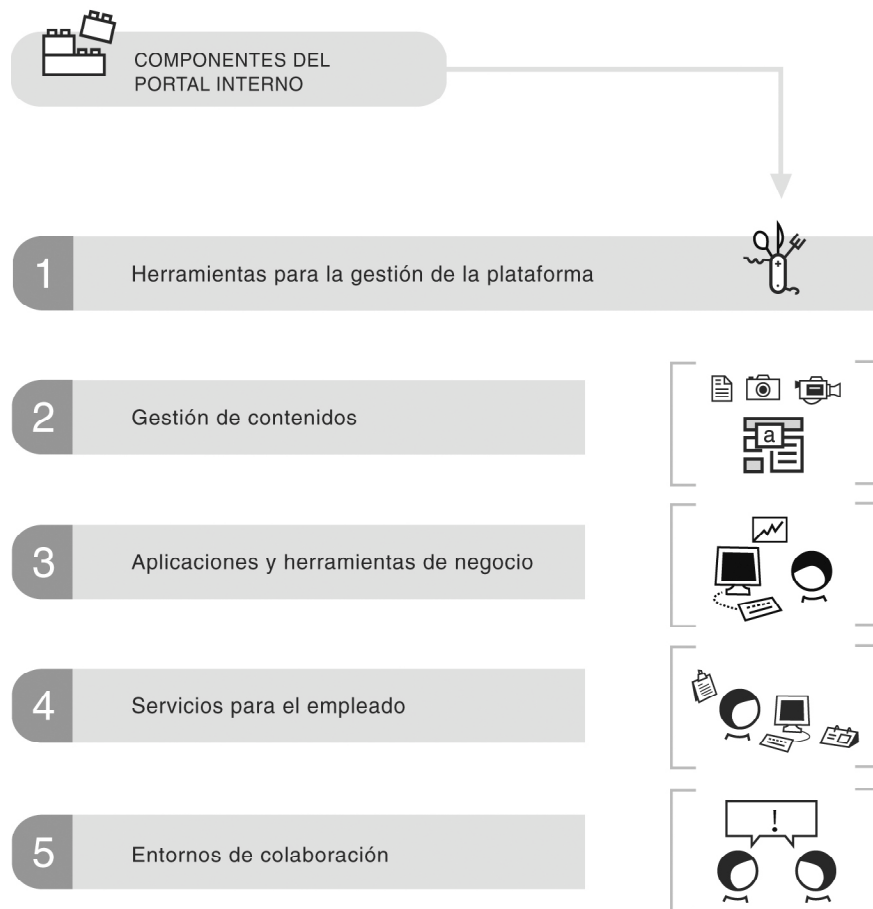 COMPONENTES DEL
PORTAL INTERNO
1
Herramientas para la gestión de la plataforma
2
Gestión de contenidos
a
3
Aplicaciones y herramientas de negocio
4
Servicios para el empleado
5
Entornos de colaboración
!